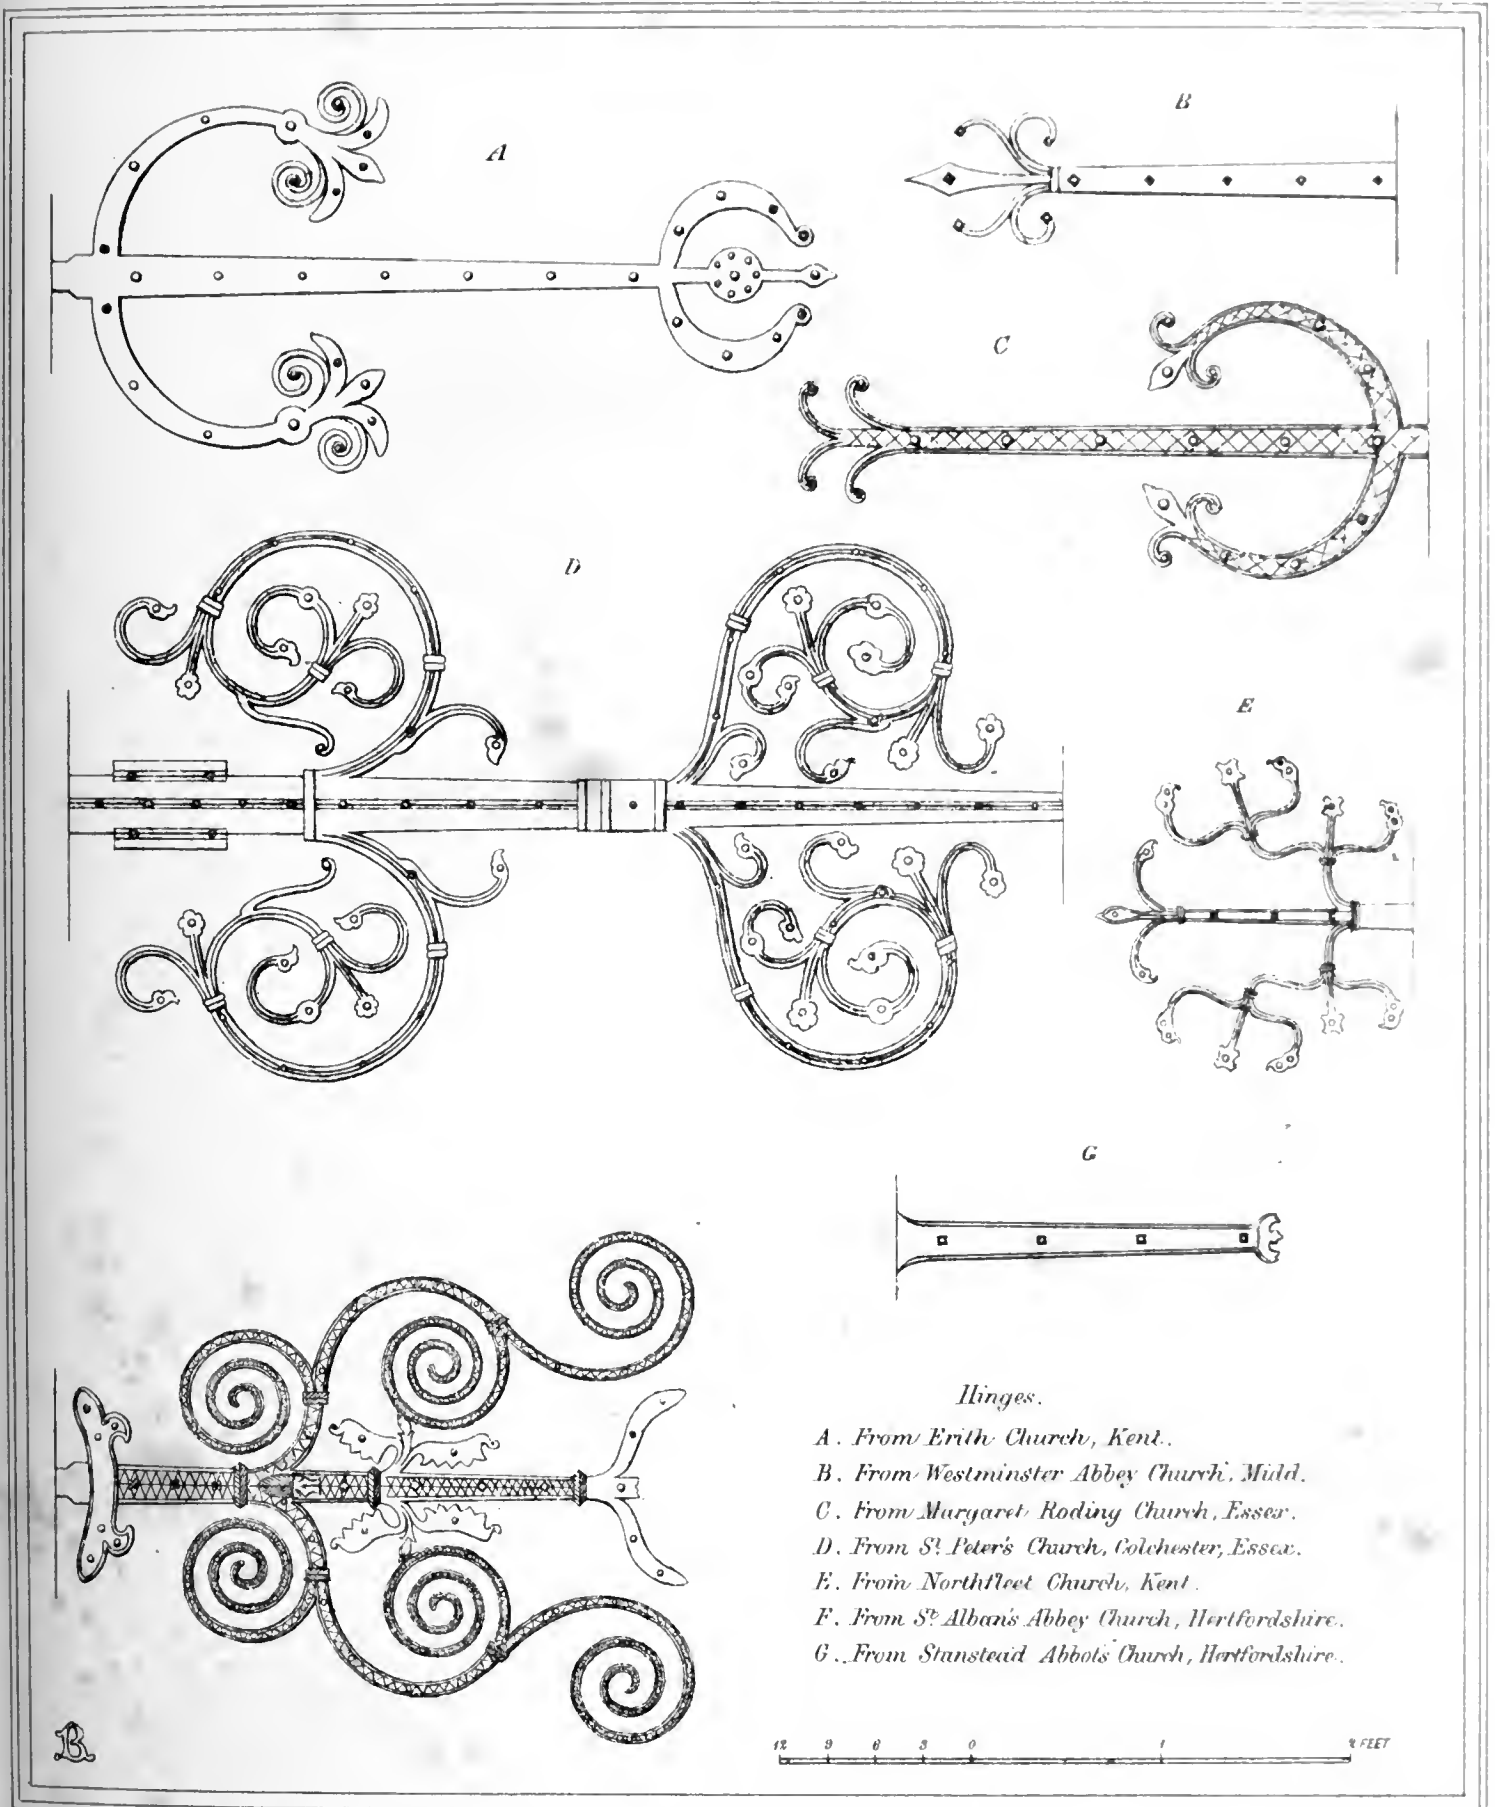 A
B
C
D
E
G
Hinges.
A. From Erith Church, Kent.
B. From Westminster Abbey Church, Midd.
C. From Margaret Roding Church, Essex.
D. From St. Peter's Church, Colchester, Essex.
E. From Northfleet Church, Kent.
F. From St. Alban's Abbey Church, Hertfordshire.
G. From Stanstead Abbots Church, Hertfordshire.
12 9 6 3 0 1 2 FEET